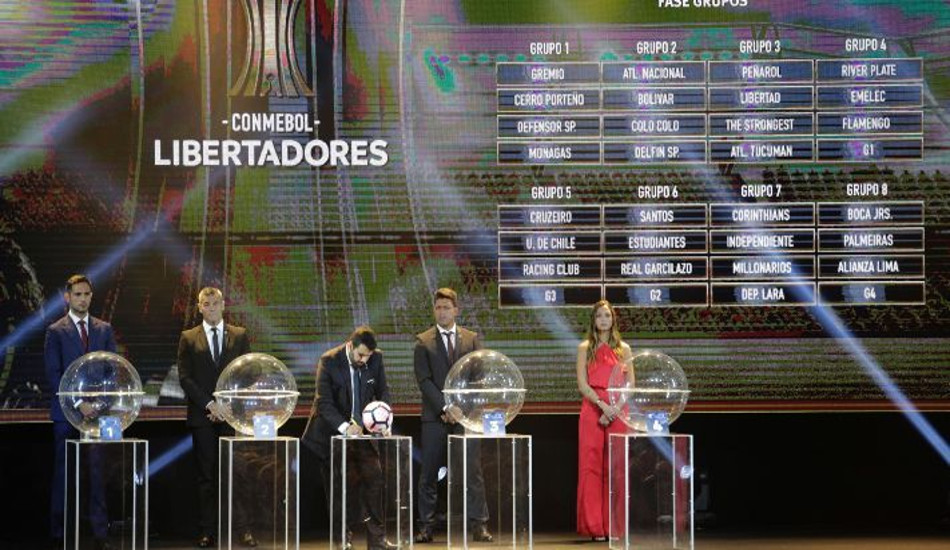 FASE GRUPOS
-CONMEBOL-
LIBERTADORES
GRUPO 1
GREMIO
CERRO PORTEÑO
DEFENSOR SP.
MONAGAS
GRUPO 2
ATL. NACIONAL
BOLIVAR
COLO COLO
DELFIN SP.
GRUPO 3
PEÑAROL
LIBERTAD
THE STRONGEST
ATL. TUCUMAN
GRUPO 4
RIVER PLATE
EMELEC
FLAMENGO
G1
GRUPO 5
CRUZEIRO
U. DE CHILE
RACING CLUB
G3
GRUPO 6
SANTOS
ESTUDIANTES
REAL GARCILAZO
G2
GRUPO 7
CORINTHIANS
INDEPENDIENTE
MILLONARIOS
DEP. LARA
GRUPO 8
BOCA JRS.
PALMEIRAS
ALIANZA LIMA
G4
1
2
3
4